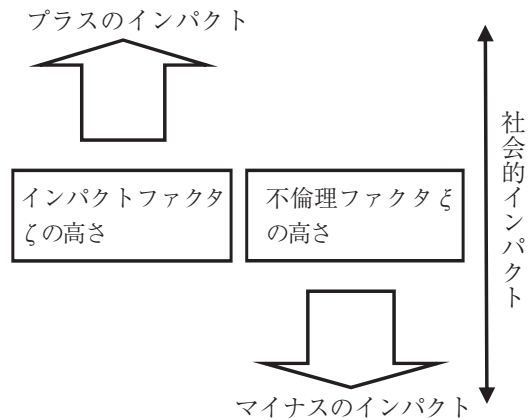 プラスのインパクト
インパクトファクタ
ζの高さ
不倫理ファクタξ
の高さ
社会的インパクト
マイナスのインパクト